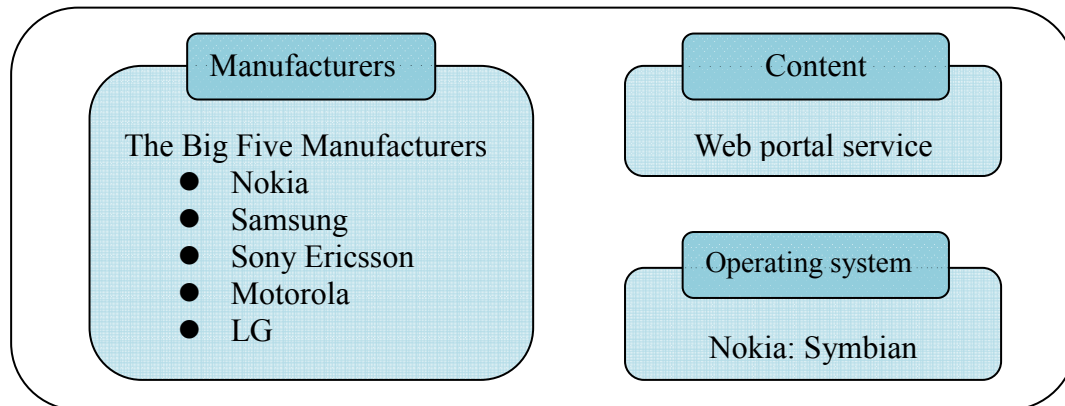 Manufacturers
The Big Five Manufacturers
● Nokia
● Samsung
● Sony Ericsson
● Motorola
● LG
Content
Web portal service
Operating system
Nokia: Symbian